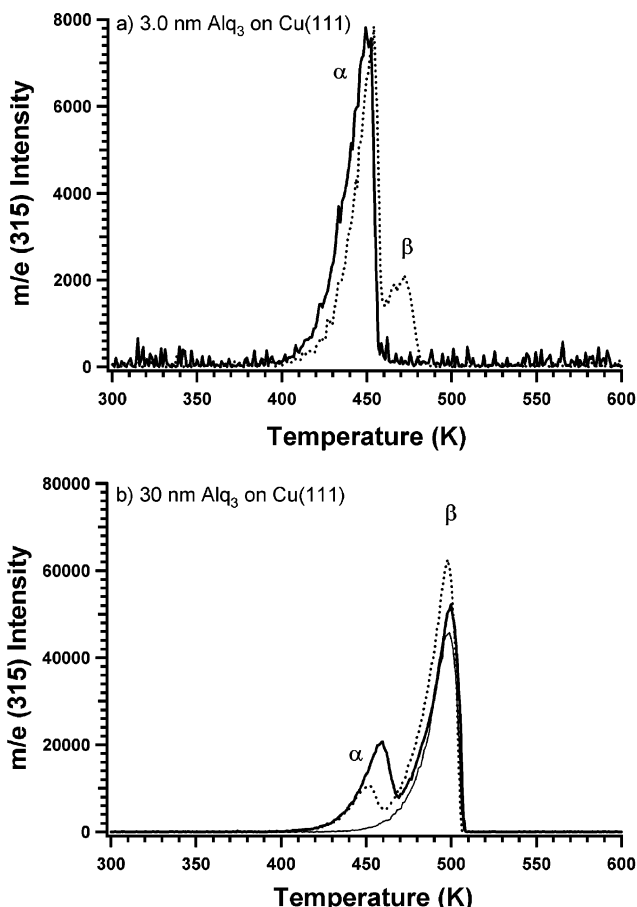 a) 3.0 nm Alq₃ on Cu(111)
8000
6000
4000
2000
0
m/e (315) Intensity
α
β
300 350 400 450 500 550 600
Temperature (K)
b) 30 nm Alq₃ on Cu(111)
80000
60000
40000
20000
0
m/e (315) Intensity
α
β
300 350 400 450 500 550 600
Temperature (K)